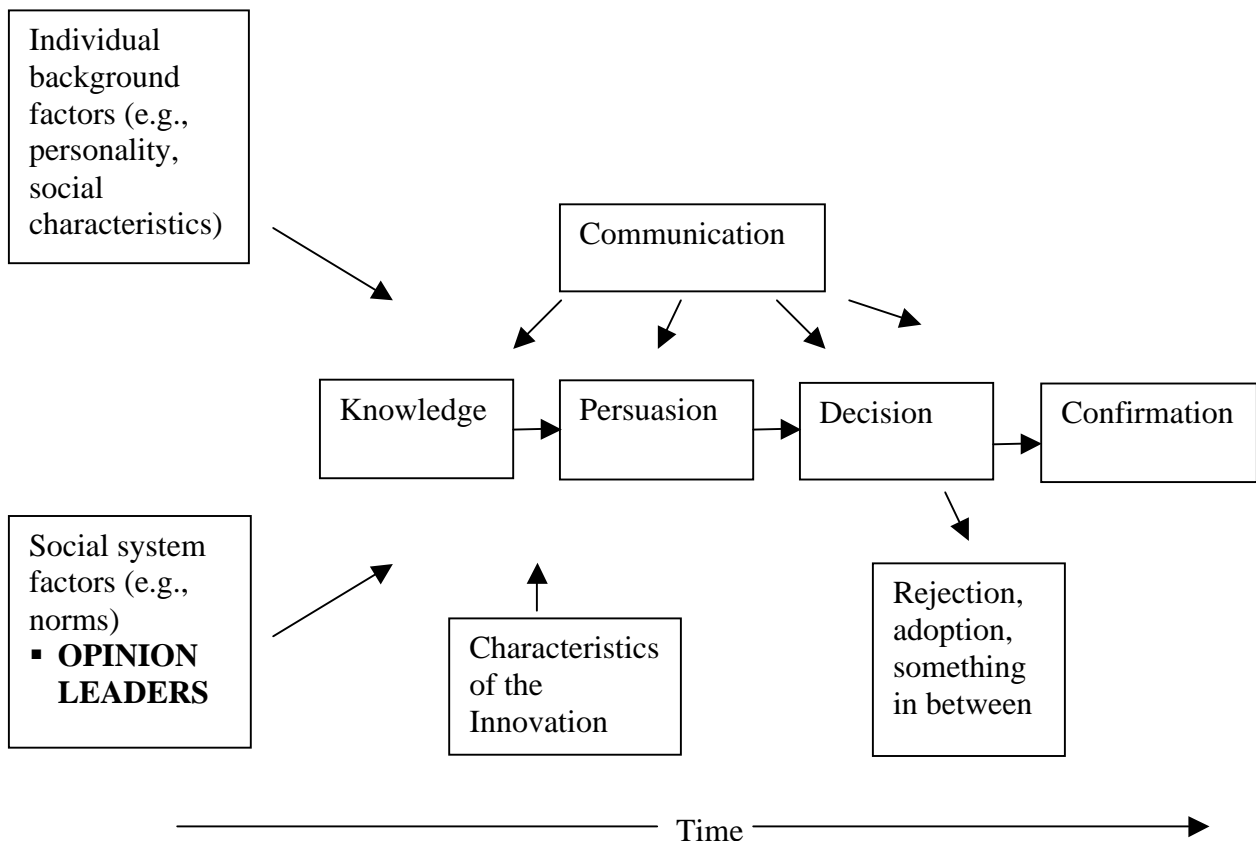 Individual
background
factors (e.g.,
personality,
social
characteristics)
Communication
Knowledge
Persuasion
Decision
Confirmation
Social system
factors (e.g.,
norms)
▪ OPINION
LEADERS
Characteristics
of the
Innovation
Rejection,
adoption,
something
in between
Time